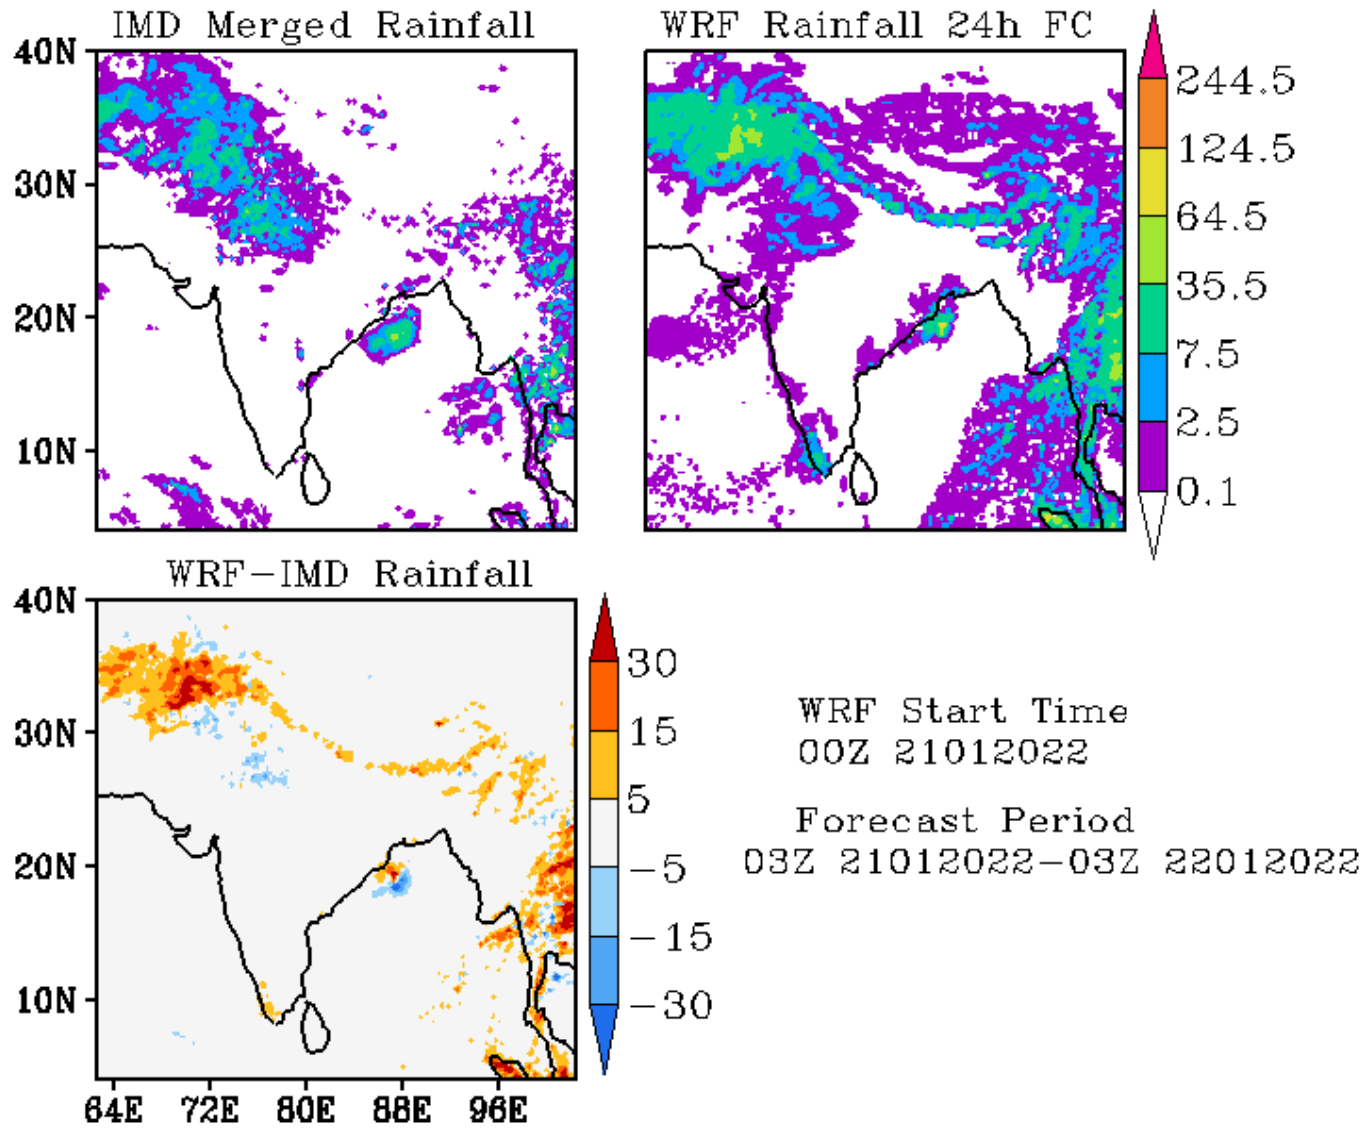 IMD Merged Rainfall
WRF Rainfall 24h FC
40N
30N
20N
10N
244.5
124.5
64.5
35.5
7.5
2.5
0.1
WRF-IMD Rainfall
40N
30N
20N
10N
64E 72E 80E 88E 96E
30
15
5
-5
-15
-30
WRF Start Time
00Z 21012022
Forecast Period
03Z 21012022-03Z 22012022